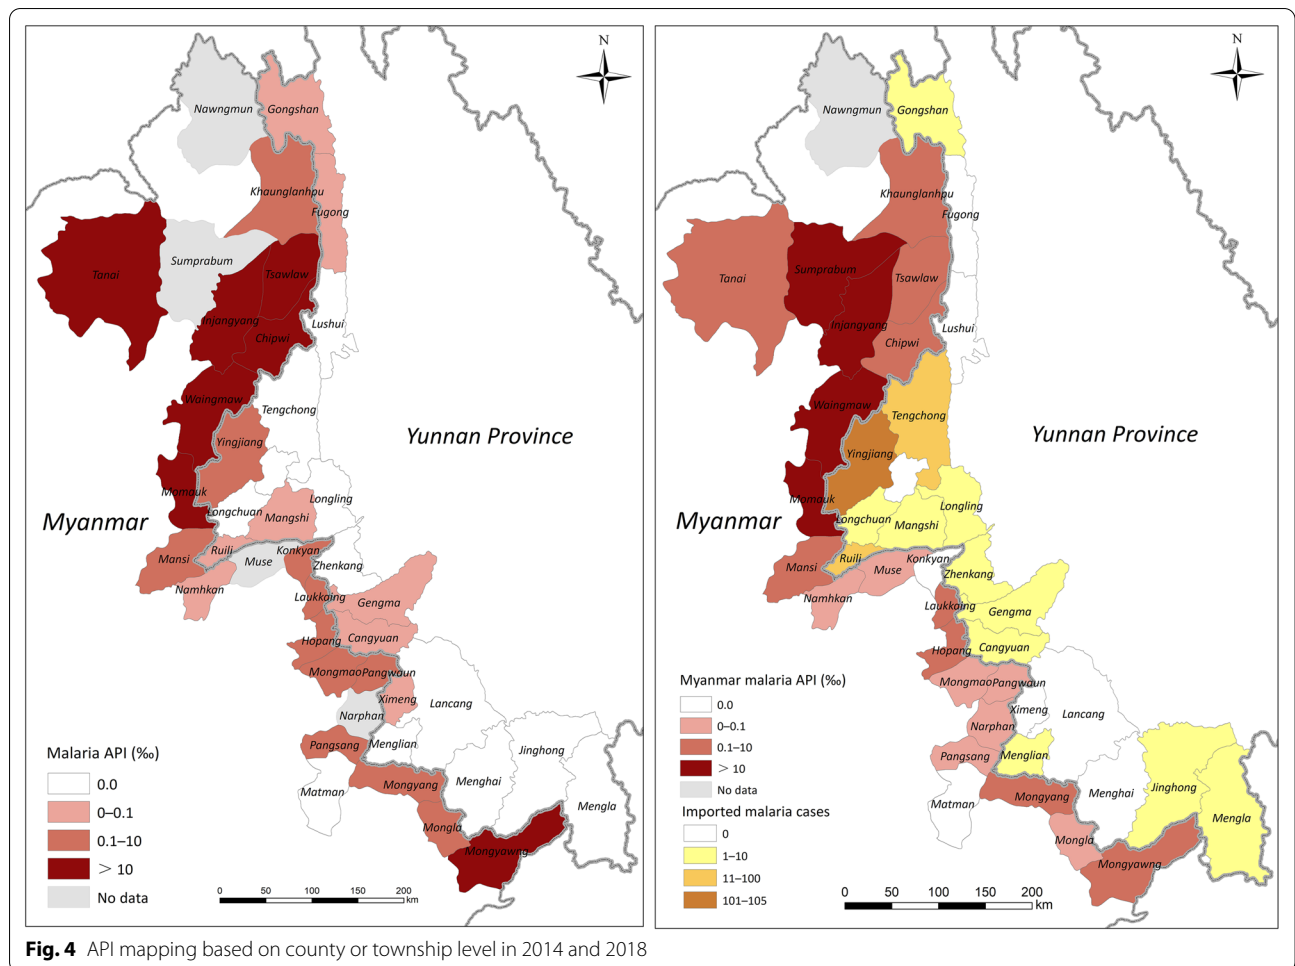 N
Nawngmun
Gongshan
Khaunglanhpu
Fugong
Tanai
Sumprabum
Tsawlaw
Injangyang
Chipwi
Lushui
Waingmaw
Tengchong
Yingjiang
Yunnan Province
Momauk
Longling
Longchuan
Mangshi
Myanmar
Mansi
Ruili
Muse
Konkyan
Zhenkang
Namhkan
Laukkaing
Gengma
Hopang
Cangyuan
Mongmao
Pangwaun
Ximeng
Lancang
Narphan
Pangsang
Menglian
Jinghong
Matman
Mongyang
Menghai
Mengla
Mongla
Mongyawng
Malaria API (‰)
0.0
0–0.1
0.1–10
> 10
No data
0 50 100 150 200
km
N
Nawngmun
Gongshan
Khaunglanhpu
Fugong
Tanai
Sumprabum
Tsawlaw
Injangyang
Chipwi
Lushui
Waingmaw
Tengchong
Yingjiang
Yunnan Province
Momauk
Longling
Longchuan
Mangshi
Myanmar
Mansi
Ruili
Muse
Konkyan
Zhenkang
Namhkan
Laukkaing
Gengma
Hopang
Cangyuan
Mongmao
Pangwaun
Ximeng
Lancang
Narphan
Pangsang
Menglian
Jinghong
Matman
Mongyang
Menghai
Mengla
Mongla
Mongyawng
Myanmar malaria API (‰)
0.0
0–0.1
0.1–10
> 10
No data
Imported malaria cases
0
1–10
11–100
101–105
0 50 100 150 200
km
Fig. 4 API mapping based on county or township level in 2014 and 2018